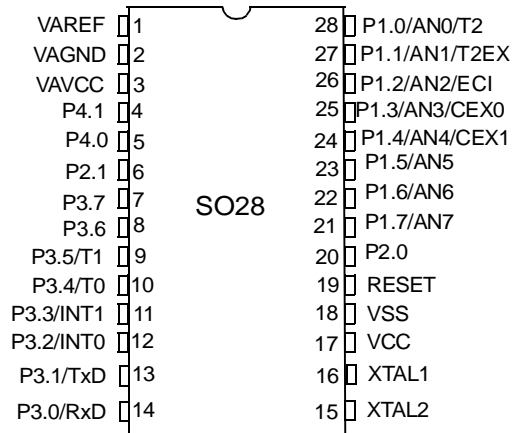 VAREF 1 28 P1.0/AN0/T2
VAGND 2 27 P1.1/AN1/T2EX
VAVCC 3 26 P1.2/AN2/ECI
P4.1 4 25 P1.3/AN3/CEX0
P4.0 5 24 P1.4/AN4/CEX1
P2.1 6 23 P1.5/AN5
P3.7 7 22 P1.6/AN6
SO28
P3.6 8 21 P1.7/AN7
P3.5/T1 9 20 P2.0
P3.4/T0 10 19 RESET
P3.3/INT1 11 18 VSS
P3.2/INT0 12 17 VCC
P3.1/TxD 13 16 XTAL1
P3.0/RxD 14 15 XTAL2